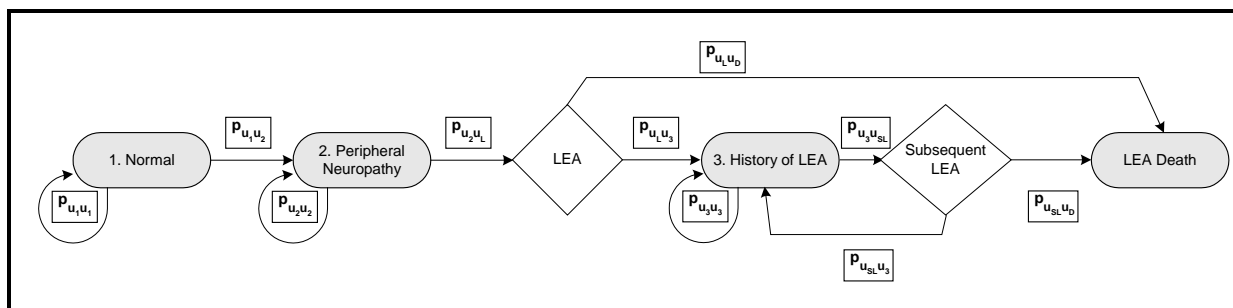 p u_L u_D
p u_1 u_2
p u_2 u_L
p u_L u_3
p u_3 u_SL
1. Normal
2. Peripheral
Neuropathy
LEA
3. History of LEA
Subsequent
LEA
LEA Death
p u_1 u_1
p u_2 u_2
p u_3 u_3
p u_SL u_D
p u_SL u_3